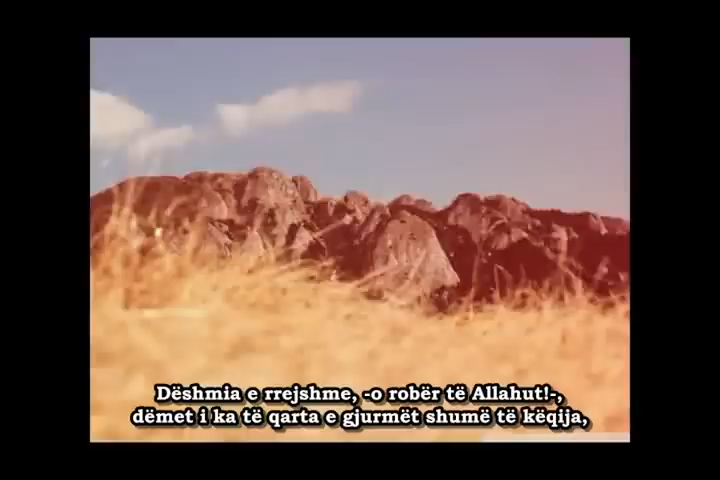 Dëshmia e rrejshme, -o robër të Allahut!-,
dëmet i ka të qarta e gjurmët shumë të këqija,